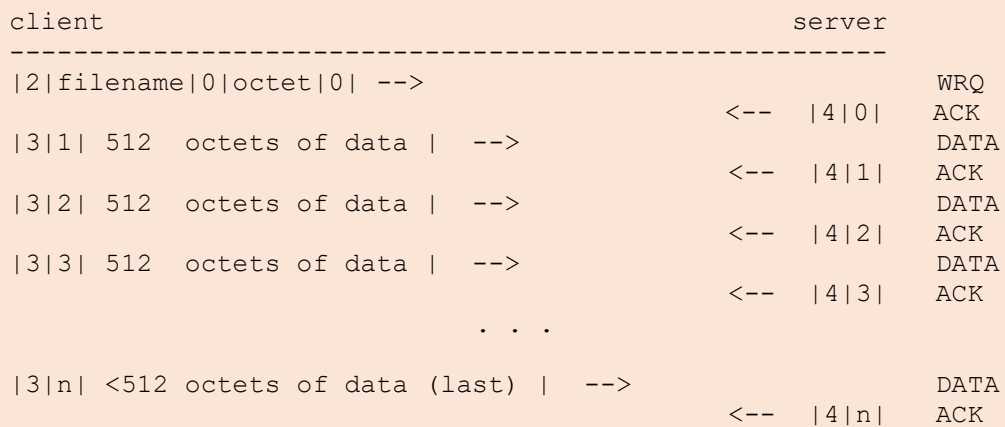 client                                           server
-------------------------------------------------------
|2|filename|0|octet|0| -->                                WRQ
<-- |4|0| ACK
|3|1| 512 octets of data | --> DATA
<-- |4|1| ACK
|3|2| 512 octets of data | --> DATA
<-- |4|2| ACK
|3|3| 512 octets of data | --> DATA
<-- |4|3| ACK
. . .
|3|n| <512 octets of data (last) | --> DATA
<-- |4|n| ACK